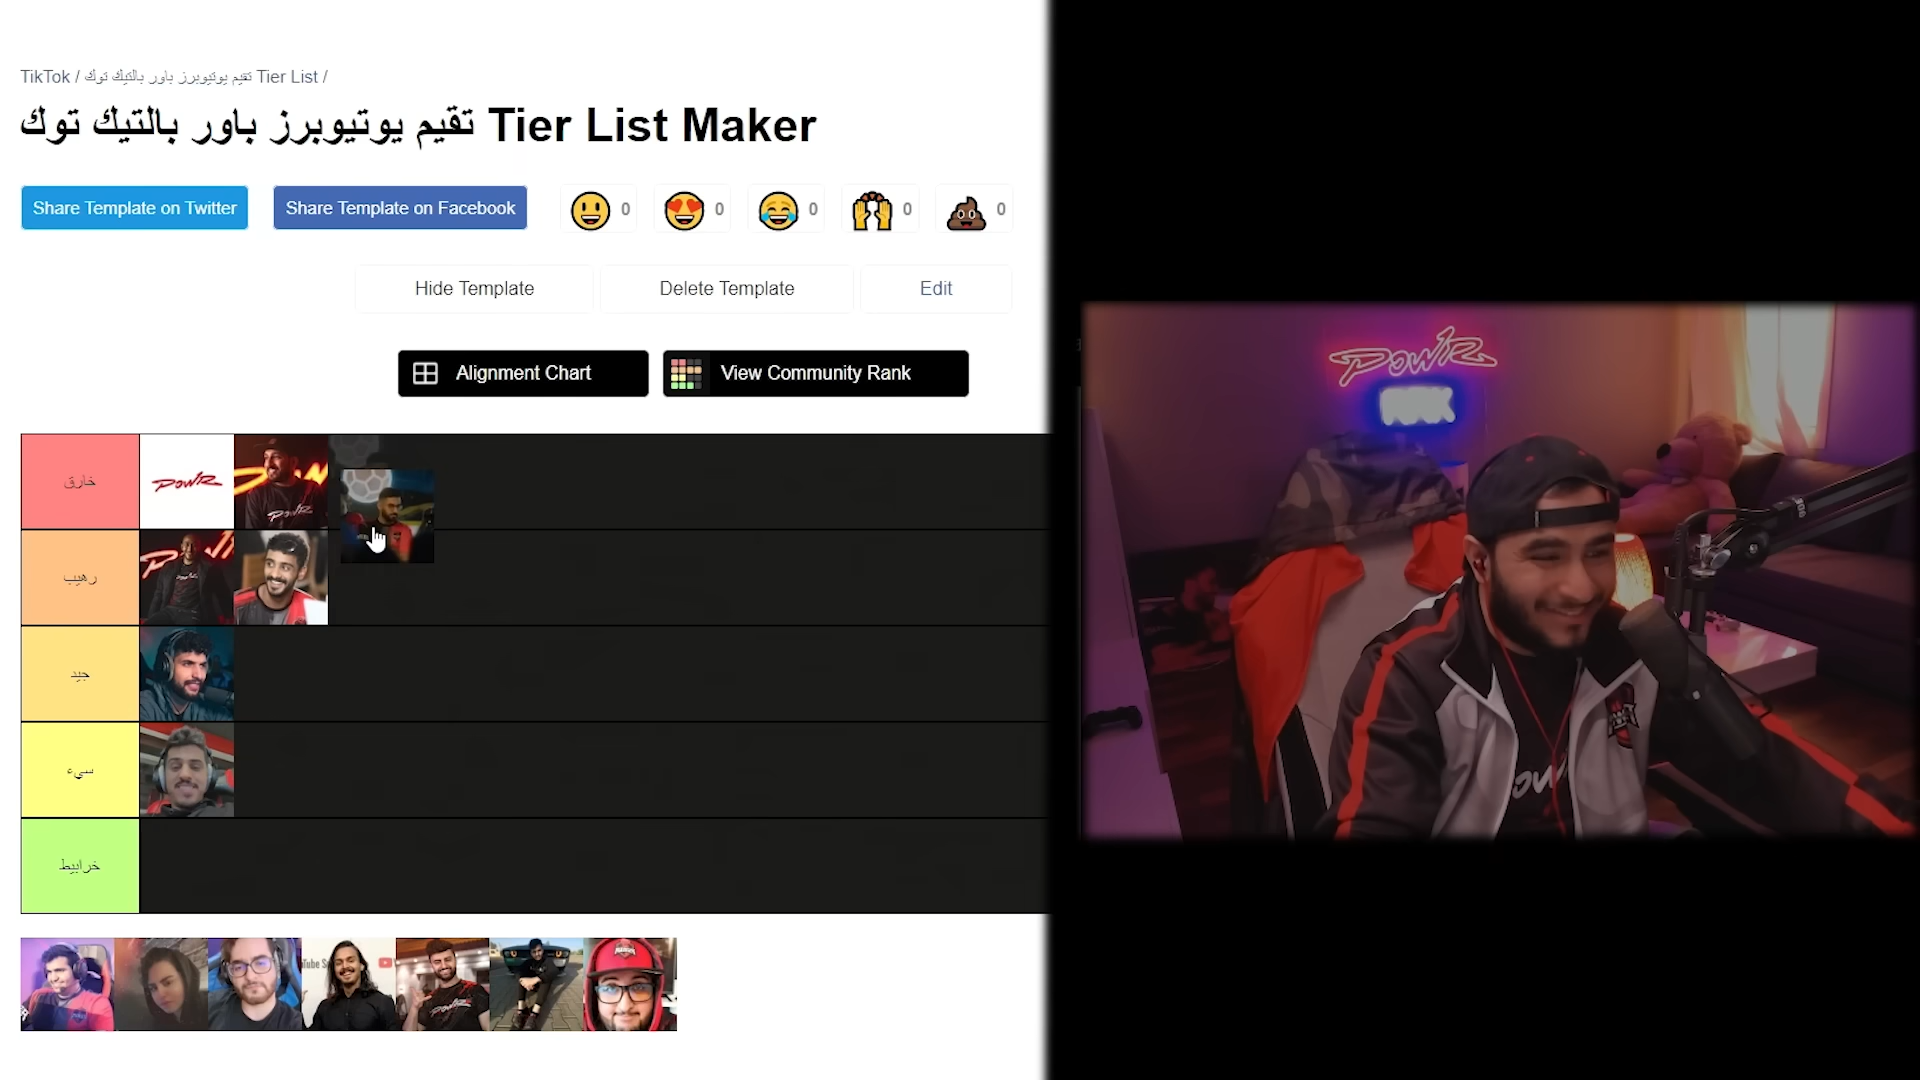 TikTok / تقيم يوتيوبرز باور بالتيك توك Tier List /
تقيم يوتيوبرز باور بالتيك توك Tier List Maker
Share Template on Twitter
Share Template on Facebook
0
0
0
0
0
Hide Template
Delete Template
Edit
Alignment Chart
View Community Rank
خارق
POWR
رهيب
جيد
سيء
خرابيط
POWR